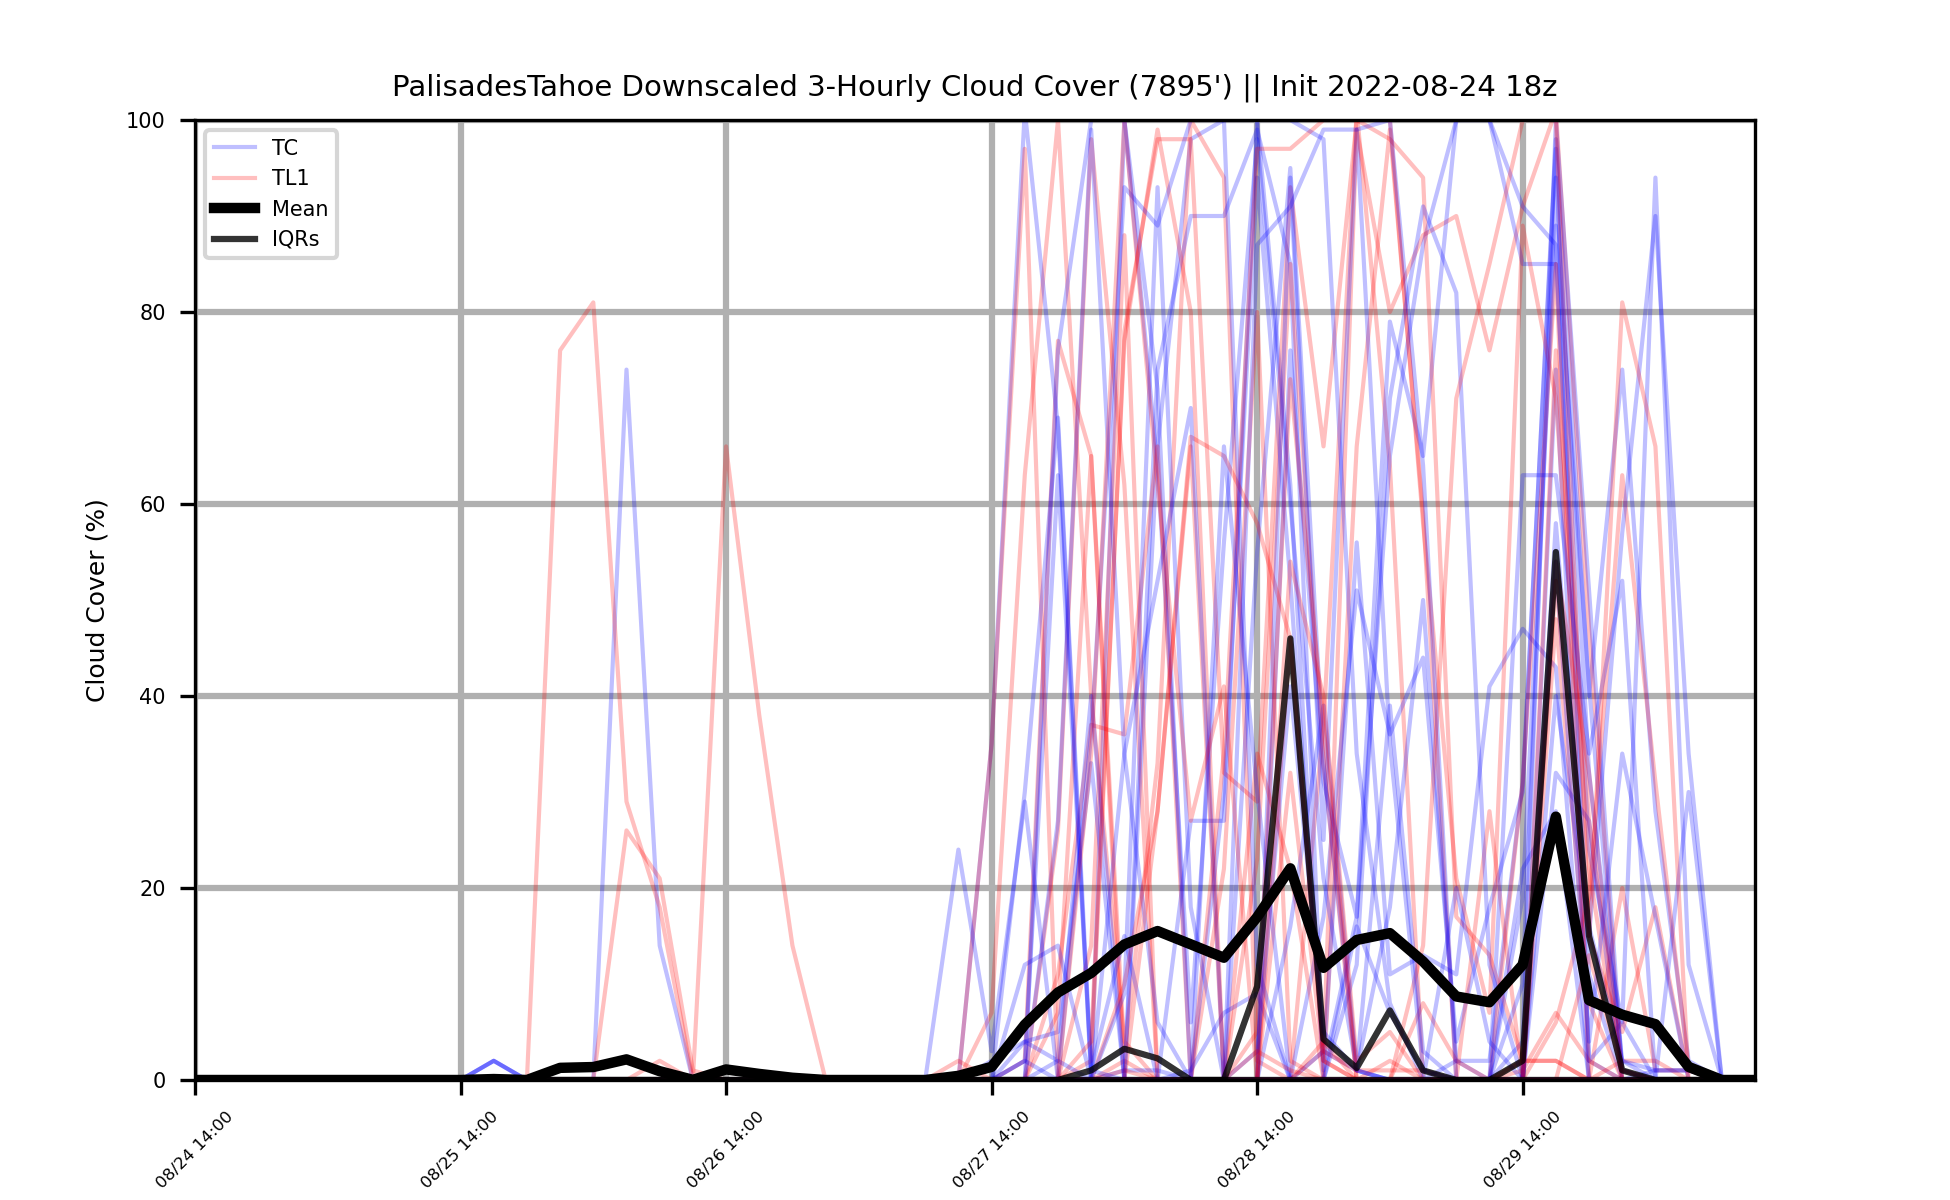 PalisadesTahoe Downscaled 3-Hourly Cloud Cover (7895') || Init 2022-08-24 18z
TC
TL1
Mean
IQRs
Cloud Cover (%)
100
80
60
40
20
0
08/24 14:00
08/25 14:00
08/26 14:00
08/27 14:00
08/28 14:00
08/29 14:00